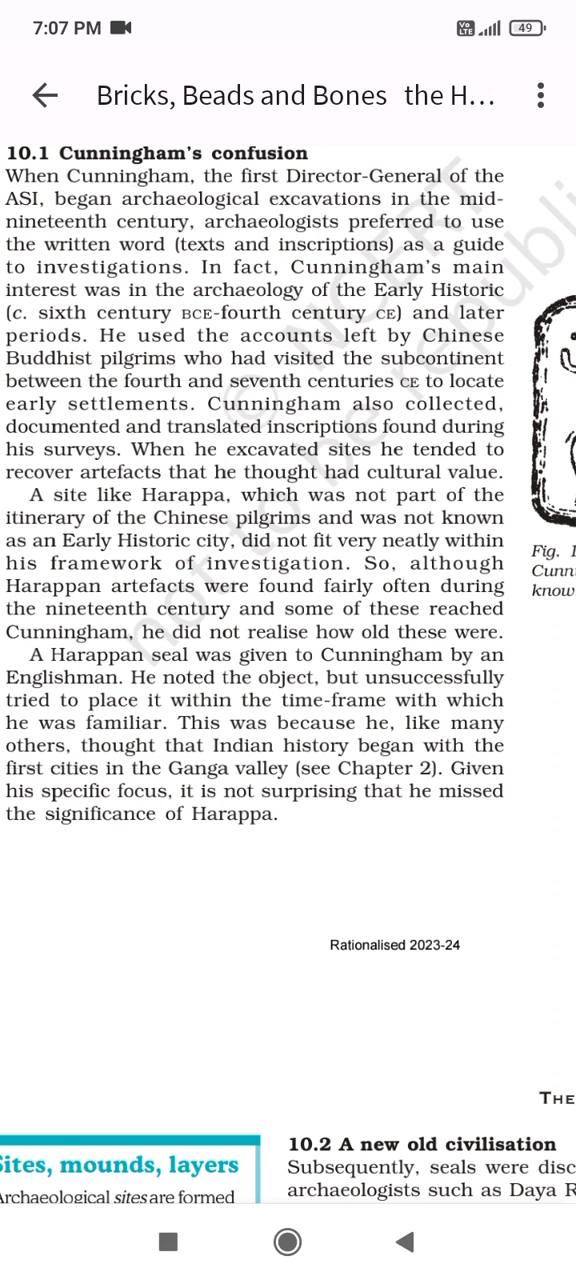 7:07 PM
Vo LTE
49
Bricks, Beads and Bones the H...
10.1 Cunningham's confusion
When Cunningham, the first Director-General of the
ASI, began archaeological excavations in the mid-
nineteenth century, archaeologists preferred to use
the written word (texts and inscriptions) as a guide
to investigations. In fact, Cunningham's main
interest was in the archaeology of the Early Historic
(c. sixth century BCE-fourth century CE) and later
periods. He used the accounts left by Chinese
Buddhist pilgrims who had visited the subcontinent
between the fourth and seventh centuries CE to locate
early settlements. Cunningham also collected,
documented and translated inscriptions found during
his surveys. When he excavated sites he tended to
recover artefacts that he thought had cultural value.
A site like Harappa, which was not part of the
itinerary of the Chinese pilgrims and was not known
as an Early Historic city, did not fit very neatly within
his framework of investigation. So, although
Harappan artefacts were found fairly often during
the nineteenth century and some of these reached
Cunningham, he did not realise how old these were.
A Harappan seal was given to Cunningham by an
Englishman. He noted the object, but unsuccessfully
tried to place it within the time-frame with which
he was familiar. This was because he, like many
others, thought that Indian history began with the
first cities in the Ganga valley (see Chapter 2). Given
his specific focus, it is not surprising that he missed
the significance of Harappa.
© NCERT
not to be republi
Fig. 1
Cunn
know
Rationalised 2023-24
THE
Sites, mounds, layers
Archaeological sites are formed
10.2 A new old civilisation
Subsequently, seals were disc
archaeologists such as Daya R